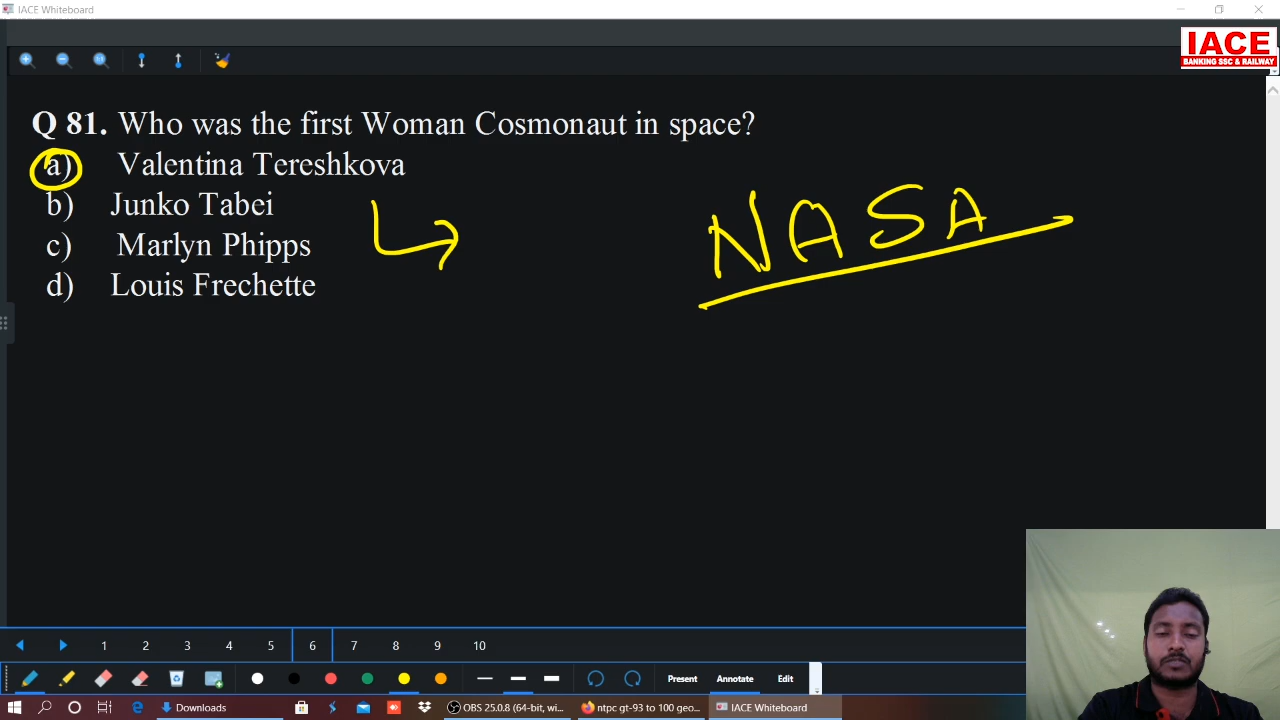 IACE Whiteboard
IACE
BANKING SSC & RAILWAY
Q 81. Who was the first Woman Cosmonaut in space?
a) Valentina Tereshkova
b) Junko Tabei
c) Marlyn Phipps
d) Louis Frechette
NASA
1 2 3 4 5 6 7 8 9 10
Present Annotate Edit
Downloads OBS 25.0.8 (64-bit, wi... ntpc gt-93 to 100 geo... IACE Whiteboard